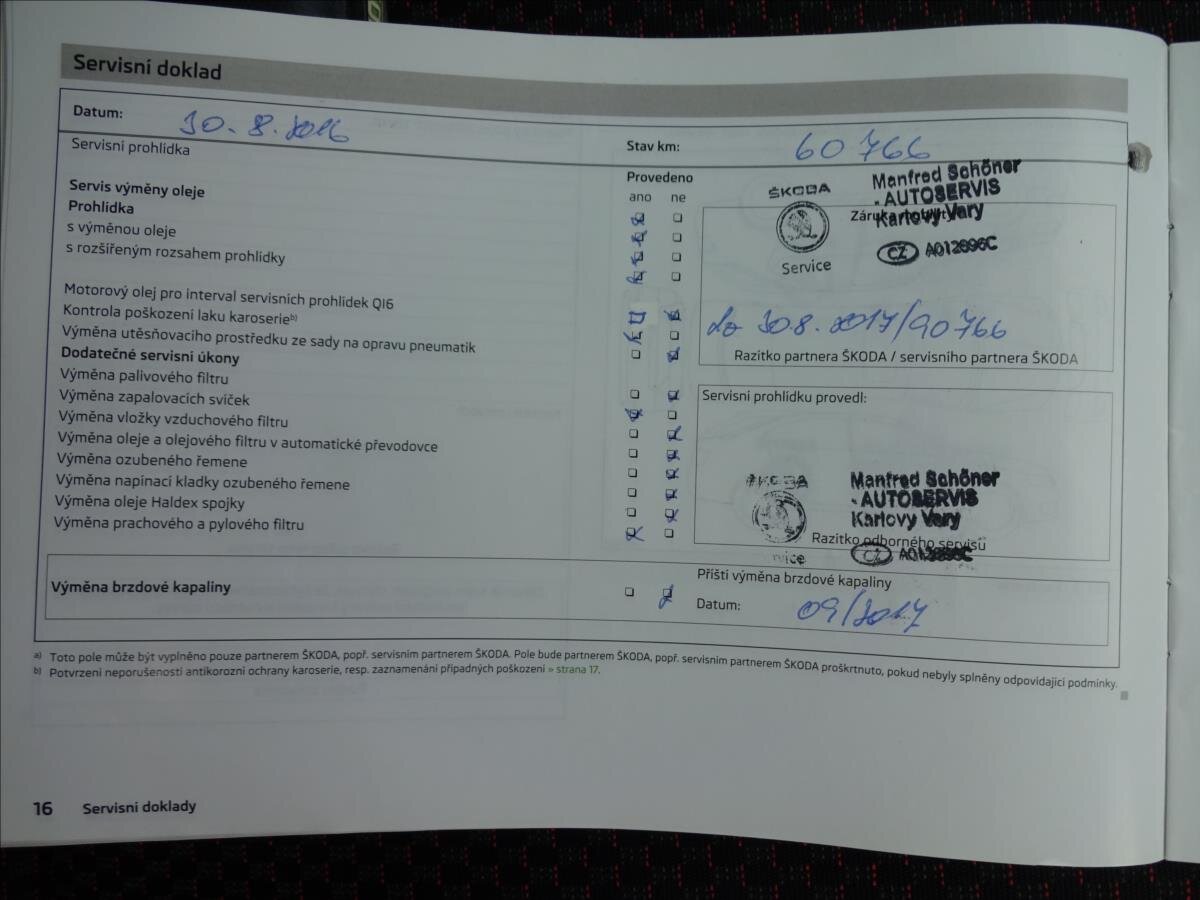 Servisní doklad
Datum: 30. 8. 2016
Stav km: 60 766
Servisní prohlídka
Provedeno
ano ne
Servis výměny oleje
Prohlídka
s výměnou oleje
s rozšířeným rozsahem prohlídky
Motorový olej pro interval servisních prohlídek QI6
Kontrola poškození laku karoserie b)
Výměna utěsňovacího prostředku ze sady na opravu pneumatik
Dodatečné servisní úkony
Výměna palivového filtru
Výměna zapalovacích svíček
Výměna vložky vzduchového filtru
Výměna oleje a olejového filtru v automatické převodovce
Výměna ozubeného řemene
Výměna napínací kladky ozubeného řemene
Výměna oleje Haldex spojky
Výměna prachového a pylového filtru
ŠKODA
Service
Manfred Schöner
- AUTOSERVIS
Karlovy Vary
CZ A012896C
do 30.8. 2017/90766
Razítko partnera ŠKODA / servisního partnera ŠKODA
Servisní prohlídku provedl:
ŠKODA
Manfred Schöner
- AUTOSERVIS
Karlovy Vary
Razítko odborného servisu
CZ A012896C
Výměna brzdové kapaliny
Příští výměna brzdové kapaliny
Datum: 09/2017
a) Toto pole může být vyplněno pouze partnerem ŠKODA, popř. servisním partnerem ŠKODA. Pole bude partnerem ŠKODA, popř. servisním partnerem ŠKODA proškrtnuto, pokud nebyly splněny odpovídající podmínky.
b) Potvrzení neporušenosti antikorozní ochrany karoserie, resp. zaznamenání případných poškození » strana 17.
16 Servisní doklady